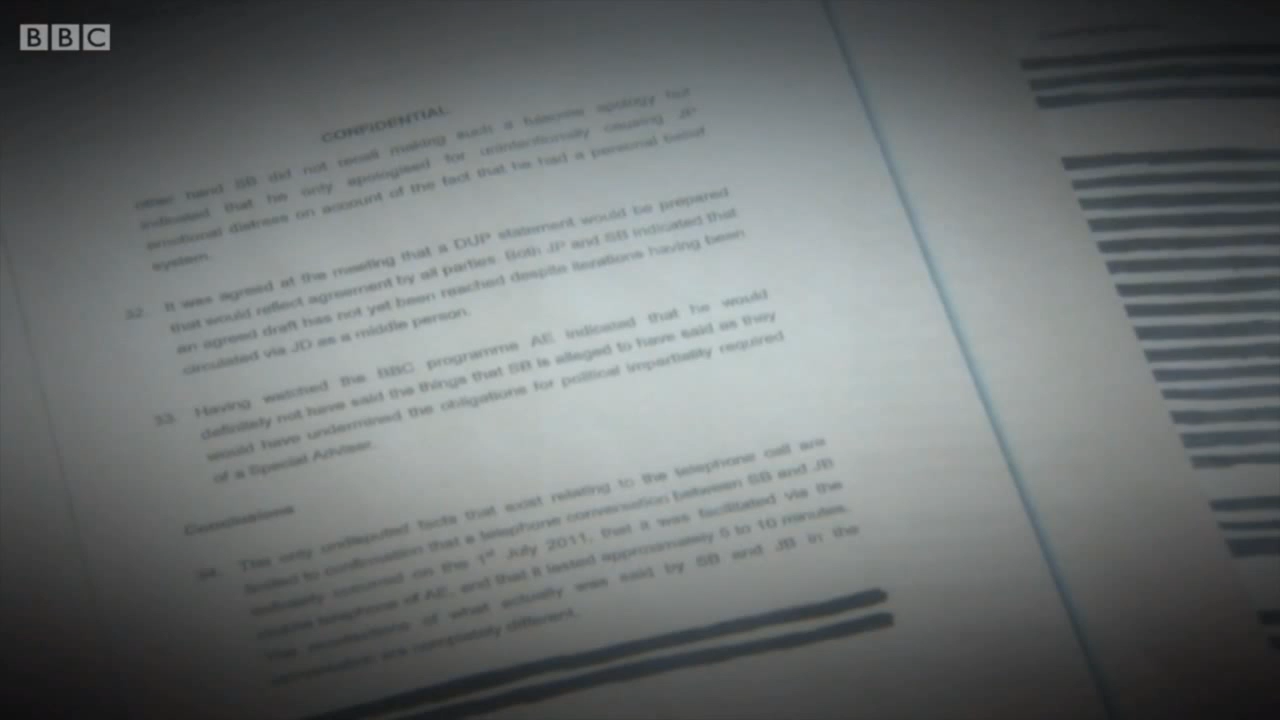 BBC
CONFIDENTIAL
other hand SB did not recall making such a fulsome apology but
indicated that he only apologised for unintentionally causing JP
emotional distress on account of the fact that he had a personal belief
system.
32. It was agreed at the meeting that a DUP statement would be prepared
that would reflect agreement by all parties. Both JP and SB indicated that
an agreed draft has not yet been reached despite iterations having been
circulated via JD as a middle person.
33. Having watched the BBC programme AE indicated that he would
definitely not have said the things that SB is alleged to have said as they
would have undermined the obligations for political impartiality required
of a Special Adviser.
Conclusions
34. The only undisputed facts that exist relating to the telephone call are
limited to confirmation that a telephone conversation between SB and JB
occurred on the 1st July 2011, that it was facilitated via the
telephone of AE, and that it lasted approximately 5 to 10 minutes.
The recollections of what actually was said by SB and JB in the
conversation are completely different.